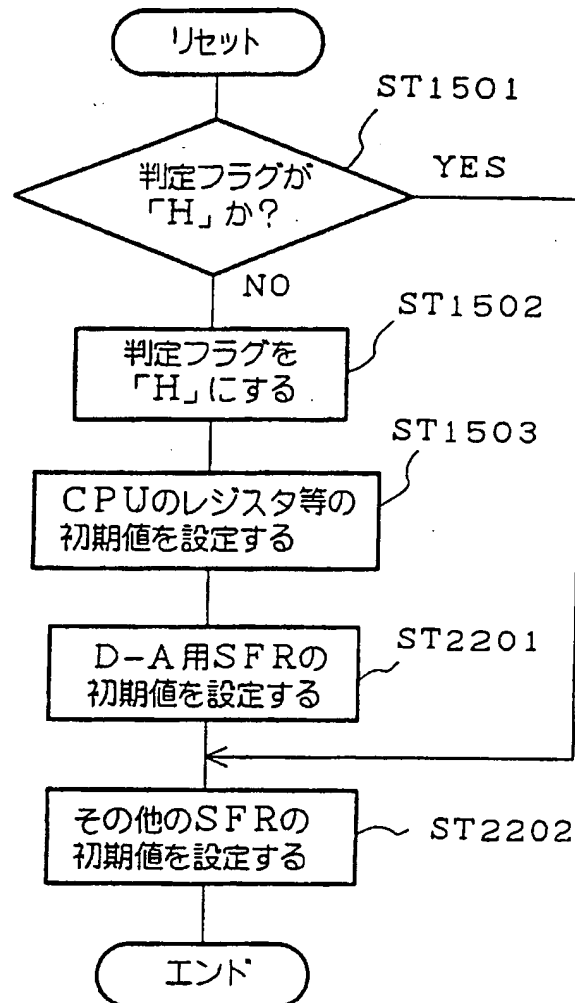 リセット
ST1501
判定フラグが
「H」か?
YES
NO
ST1502
判定フラグを
「H」にする
ST1503
CPUのレジスタ等の
初期値を設定する
ST2201
D-A用SFRの
初期値を設定する
その他のSFRの
初期値を設定する
ST2202
エンド